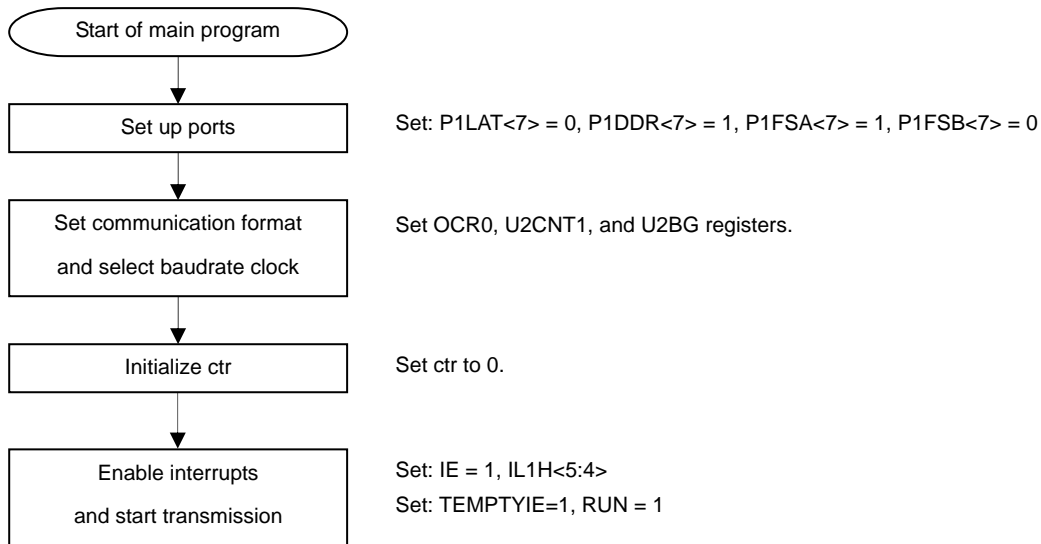 Start of main program
Set up ports
Set: P1LAT<7> = 0, P1DDR<7> = 1, P1FSA<7> = 1, P1FSB<7> = 0
Set communication format
and select baudrate clock
Set OCR0, U2CNT1, and U2BG registers.
Initialize ctr
Set ctr to 0.
Enable interrupts
and start transmission
Set: IE = 1, IL1H<5:4>
Set: TEMPTYIE=1, RUN = 1